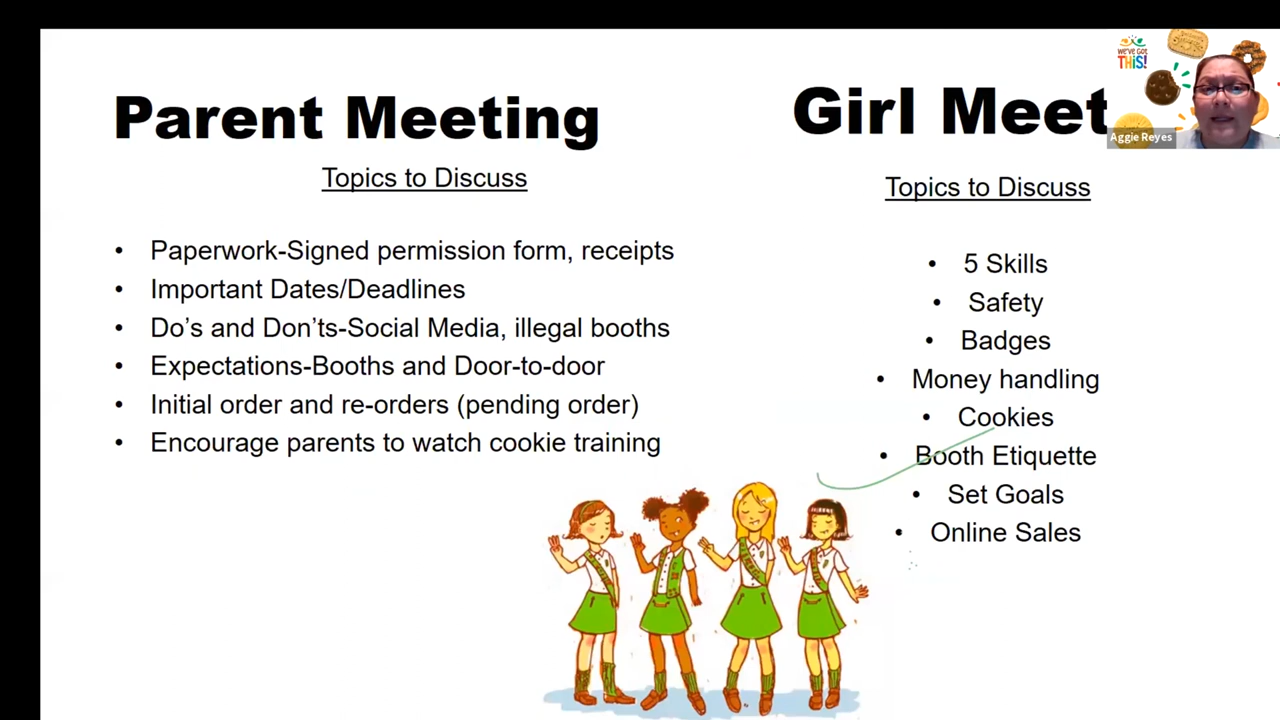 Parent Meeting
Topics to Discuss
• Paperwork-Signed permission form, receipts
• Important Dates/Deadlines
• Do’s and Don’ts-Social Media, illegal booths
• Expectations-Booths and Door-to-door
• Initial order and re-orders (pending order)
• Encourage parents to watch cookie training
Girl Meet
Topics to Discuss
• 5 Skills
• Safety
• Badges
• Money handling
• Cookies
• Booth Etiquette
• Set Goals
• Online Sales
WE'VE GOT
THIS!
Aggie Reyes